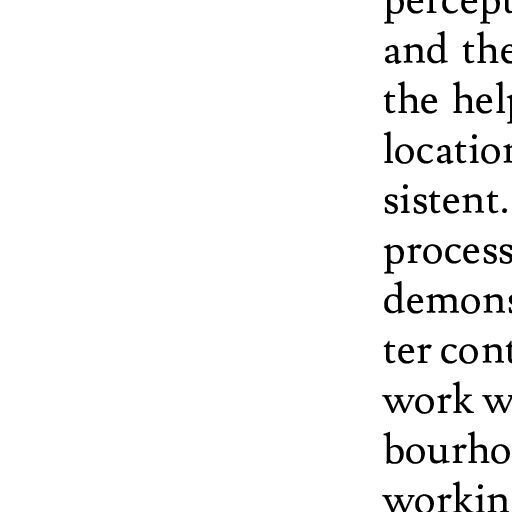 percept
and the
the help
location
sistent.
process
demons
ter cont
work w
bourho
workin